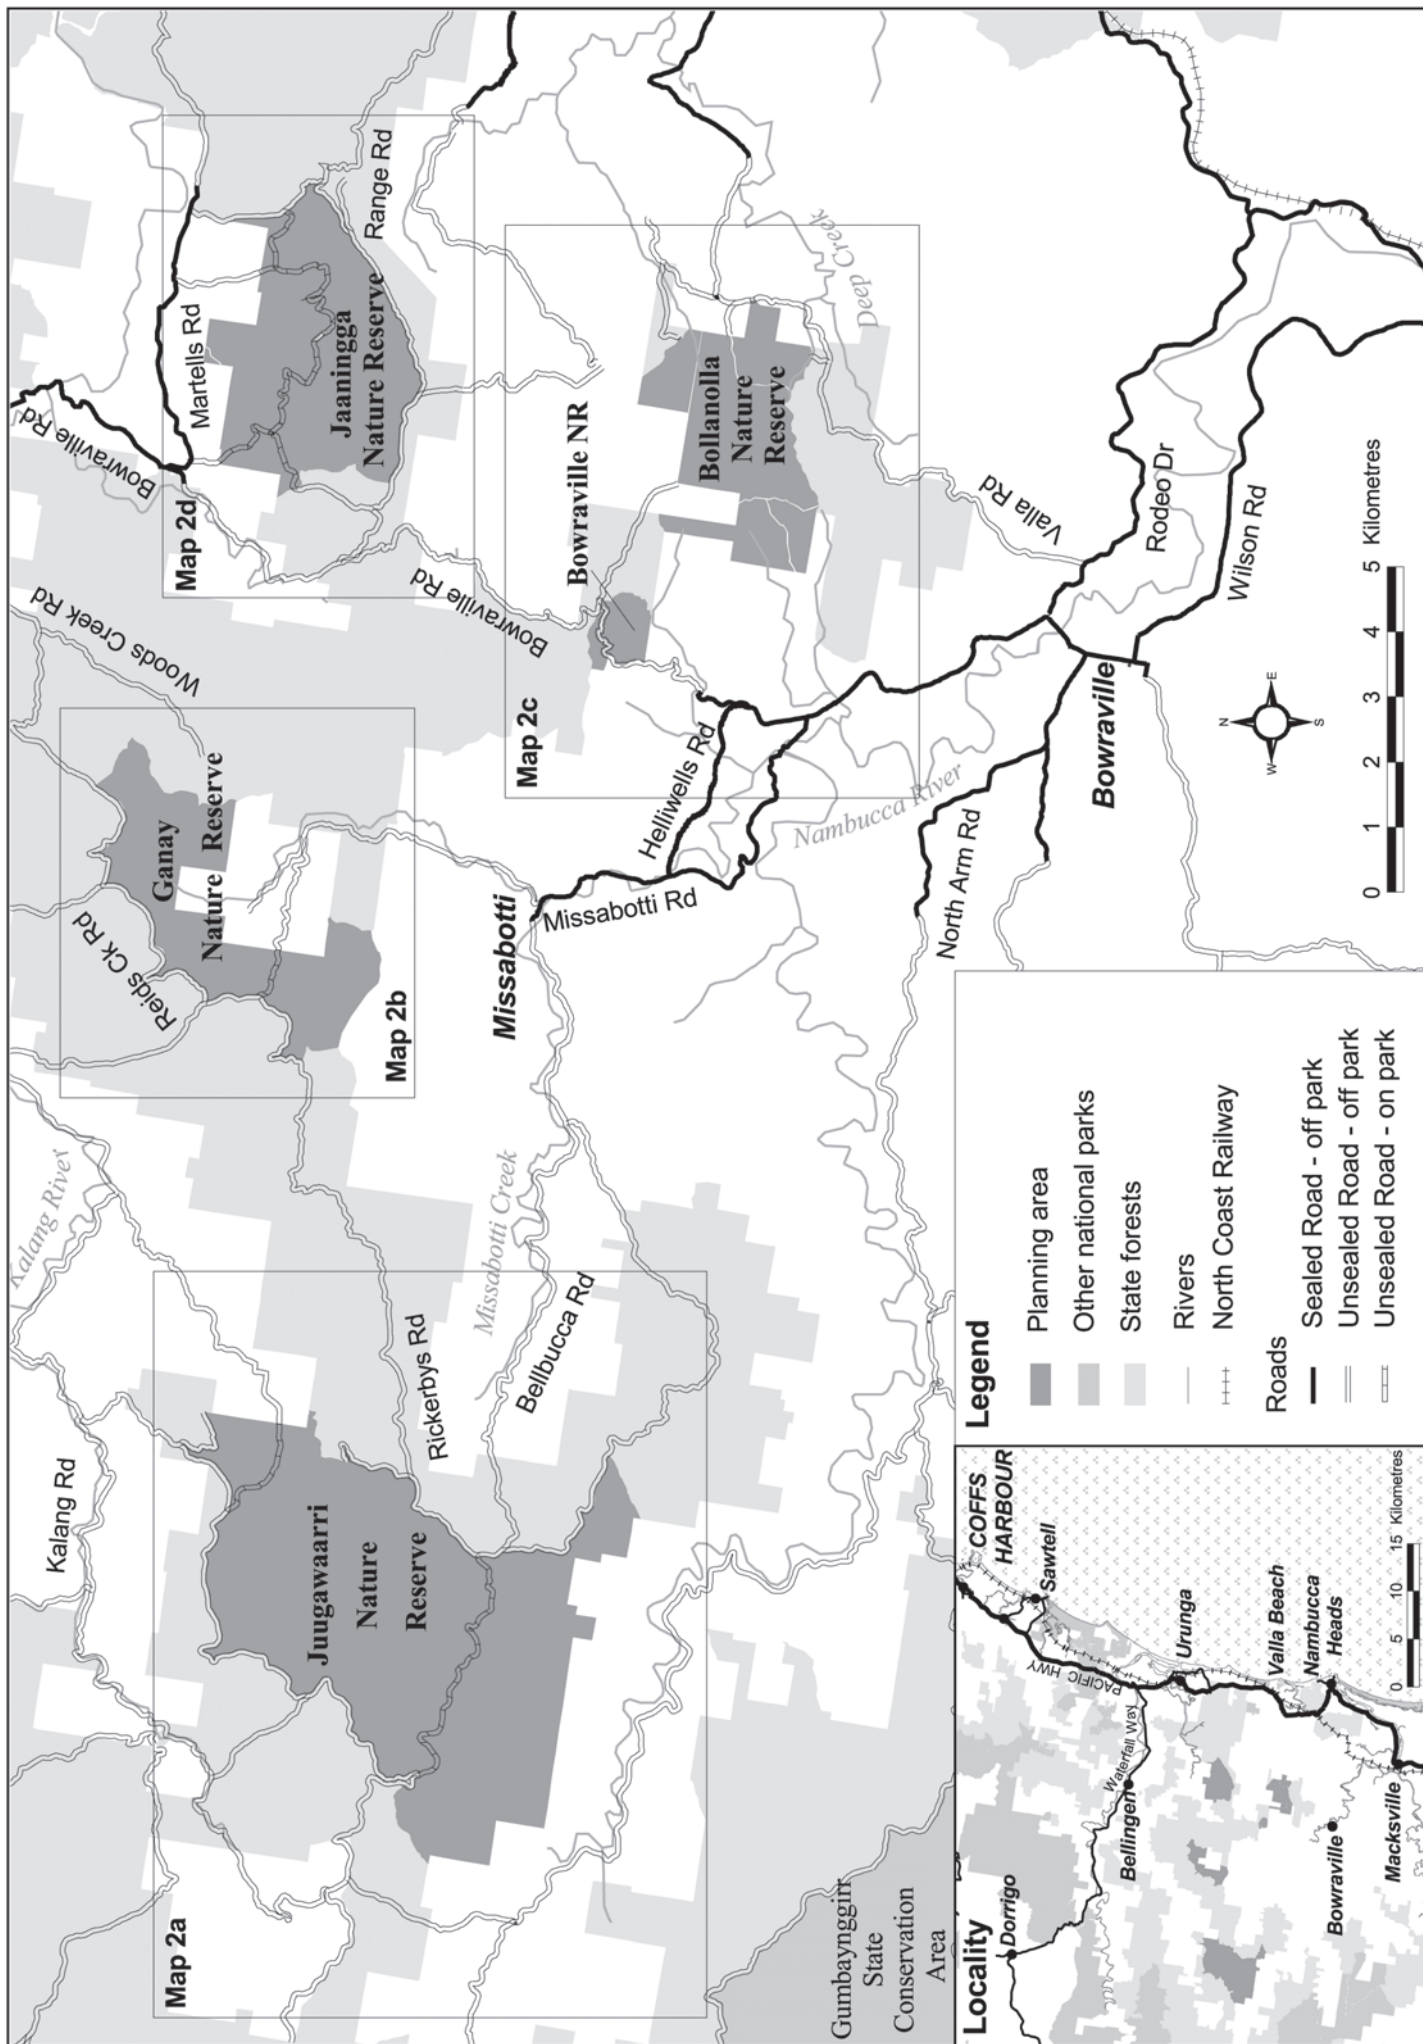 Map 2a
Kalang Rd
Kalang River
Juugawaarri
Nature
Reserve
Rickerbys Rd
Missabotti Creek
Bellbucca Rd
Gumbaynggirr
State
Conservation
Area
Reids Ck Rd
Ganay
Nature Reserve
Map 2b
Woods Creek Rd
Missabotti
Missabotti Rd
Helliwells Rd
Bowraville Rd
Martells Rd
Map 2d
Jaaningga
Nature Reserve
Range Rd
Bowraville Rd
Map 2c
Bowraville NR
Bollanolla
Nature
Reserve
Deep Creek
Nambucca River
North Arm Rd
Bowraville
Valla Rd
Rodeo Dr
Wilson Rd
N
E
S
W
0 1 2 3 4 5 Kilometres
Legend
Planning area
Other national parks
State forests
Rivers
North Coast Railway
Roads
Sealed Road - off park
Unsealed Road - off park
Unsealed Road - on park
Locality
COFFS
HARBOUR
Sawtell
Dorrigo
PACIFIC HWY
Waterfall Way
Bellingen
Urunga
Valla Beach
Nambucca
Heads
Bowraville
Macksville
0 5 10 15 Kilometres